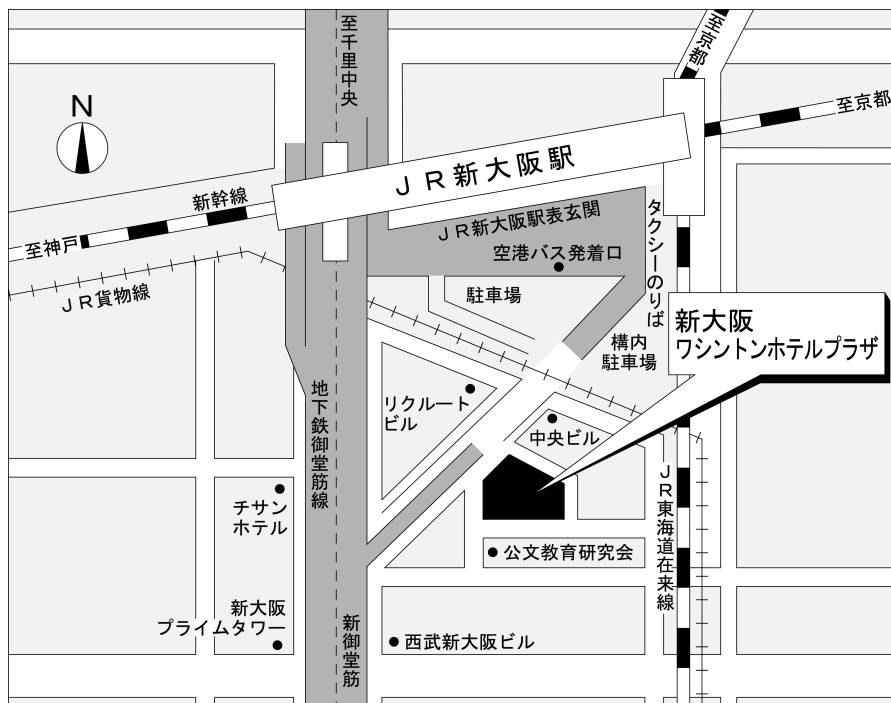 至千里中央
至京都
至京都
N
ＪＲ新大阪駅
新幹線
至神戸
ＪＲ貨物線
ＪＲ新大阪駅表玄関
空港バス発着口
タクシーのりば
駐車場
構内
駐車場
新大阪
ワシントンホテルプラザ
リクルート
ビル
中央ビル
地下鉄御堂筋線
チサン
ホテル
ＪＲ東海道在来線
公文教育研究会
新大阪
プライムタワー
新御堂筋
西武新大阪ビル